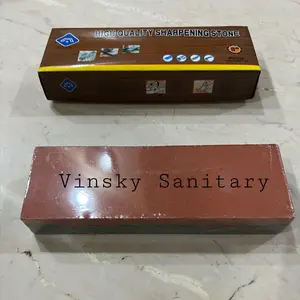 HIGH QUALITY SHARPENING STONE
Vinsky Sanitary